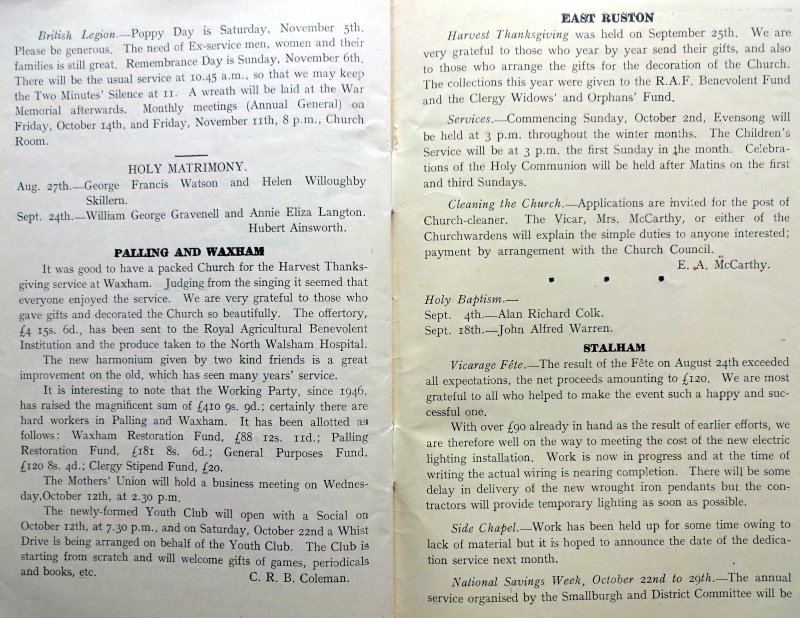 British Legion.—Poppy Day is Saturday, November 5th.
Please be generous. The need of Ex-service men, women and their
families is still great. Remembrance Day is Sunday, November 6th.
There will be the usual service at 10.45 a.m., so that we may keep
the Two Minutes' Silence at 11. A wreath will be laid at the War
Memorial afterwards. Monthly meetings (Annual General) on
Friday, October 14th, and Friday, November 11th, 8 p.m., Church
Room.
HOLY MATRIMONY.
Aug. 27th.—George Francis Watson and Helen Willoughby
Skillern.
Sept. 24th.—William George Gravenell and Annie Eliza Langton.
Hubert Ainsworth.
PALLING AND WAXHAM
It was good to have a packed Church for the Harvest Thanks-
giving service at Waxham. Judging from the singing it seemed that
everyone enjoyed the service. We are very grateful to those who
gave gifts and decorated the Church so beautifully. The offertory,
£4 15s. 6d., has been sent to the Royal Agricultural Benevolent
Institution and the produce taken to the North Walsham Hospital.
The new harmonium given by two kind friends is a great
improvement on the old, which has seen many years' service.
It is interesting to note that the Working Party, since 1946,
has raised the magnificent sum of £410 9s. 9d.; certainly there are
hard workers in Palling and Waxham. It has been allotted as
follows: Waxham Restoration Fund, £88 12s. 11d.; Palling
Restoration Fund, £181 8s. 6d.; General Purposes Fund,
£120 8s. 4d.; Clergy Stipend Fund, £20.
The Mothers' Union will hold a business meeting on Wednes-
day,October 12th, at 2.30 p.m.
The newly-formed Youth Club will open with a Social on
October 12th, at 7.30 p.m., and on Saturday, October 22nd a Whist
Drive is being arranged on behalf of the Youth Club. The Club is
starting from scratch and will welcome gifts of games, periodicals
and books, etc.
C. R. B. Coleman.
EAST RUSTON
Harvest Thanksgiving was held on September 25th. We are
very grateful to those who year by year send their gifts, and also
to those who arrange the gifts for the decoration of the Church.
The collections this year were given to the R.A.F. Benevolent Fund
and the Clergy Widows' and Orphans' Fund.
Services.—Commencing Sunday, October 2nd, Evensong will
be held at 3 p.m. throughout the winter months. The Children's
Service will be at 3 p.m. the first Sunday in the month. Celebra-
tions of the Holy Communion will be held after Matins on the first
and third Sundays.
Cleaning the Church.—Applications are invited for the post of
Church-cleaner. The Vicar, Mrs. McCarthy, or either of the
Churchwardens will explain the simple duties to anyone interested;
payment by arrangement with the Church Council.
E. A. McCarthy.
Holy Baptism.—
Sept. 4th.—Alan Richard Colk.
Sept. 18th.—John Alfred Warren.
STALHAM
Vicarage Fête.—The result of the Fête on August 24th exceeded
all expectations, the net proceeds amounting to £120. We are most
grateful to all who helped to make the event such a happy and suc-
cessful one.
With over £90 already in hand as the result of earlier efforts, we
are therefore well on the way to meeting the cost of the new electric
lighting installation. Work is now in progress and at the time of
writing the actual wiring is nearing completion. There will be some
delay in delivery of the new wrought iron pendants but the con-
tractors will provide temporary lighting as soon as possible.
Side Chapel.—Work has been held up for some time owing to
lack of material but it is hoped to announce the date of the dedica-
tion service next month.
National Savings Week, October 22nd to 29th.—The annual
service organised by the Smallburgh and District Committee will be